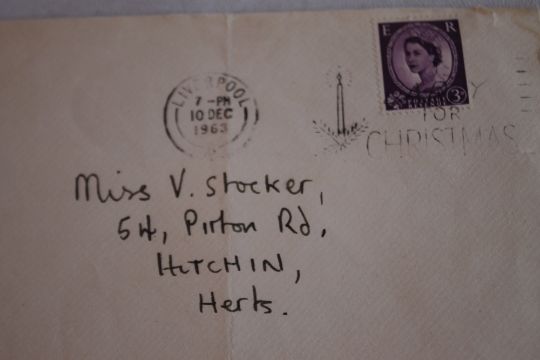 E R
3D
LIVERPOOL
7-PM
10 DEC
1963
FOR
CHRISTMAS
Miss V. Stocker,
54, Pirton Rd,
HITCHIN,
Herts.